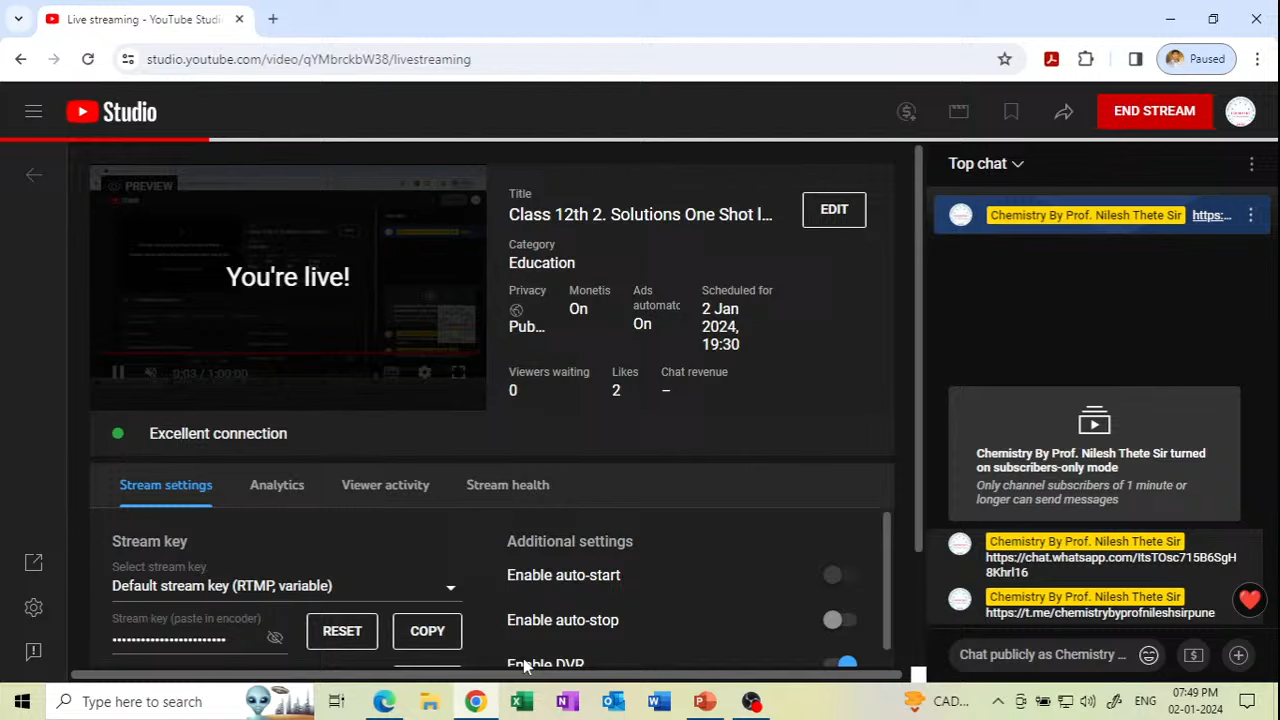 Live streaming - YouTube Studi
studio.youtube.com/video/qYMbrckbW38/livestreaming
Paused
Studio
END STREAM
PREVIEW
You're live!
0:03 / 1:00:00
Title
Class 12th 2. Solutions One Shot l...
EDIT
Category
Education
Privacy
Pub...
Monetis
On
Ads
automatc
On
Scheduled for
2 Jan
2024,
19:30
Viewers waiting
0
Likes
2
Chat revenue
–
Excellent connection
Stream settings
Analytics
Viewer activity
Stream health
Stream key
Select stream key
Default stream key (RTMP, variable)
Stream key (paste in encoder)
RESET
COPY
Additional settings
Enable auto-start
Enable auto-stop
Enable DVR
Top chat
Chemistry By Prof. Nilesh Thete Sir https:...
Chemistry By Prof. Nilesh Thete Sir turned
on subscribers-only mode
Only channel subscribers of 1 minute or
longer can send messages
Chemistry By Prof. Nilesh Thete Sir
https://chat.whatsapp.com/ItsTOsc715B6SgH
8Khrl16
Chemistry By Prof. Nilesh Thete Sir
https://t.me/chemistrybyprofnileshsirpune
Chat publicly as Chemistry ...
Type here to search
CAD...
ENG
07:49 PM
02-01-2024